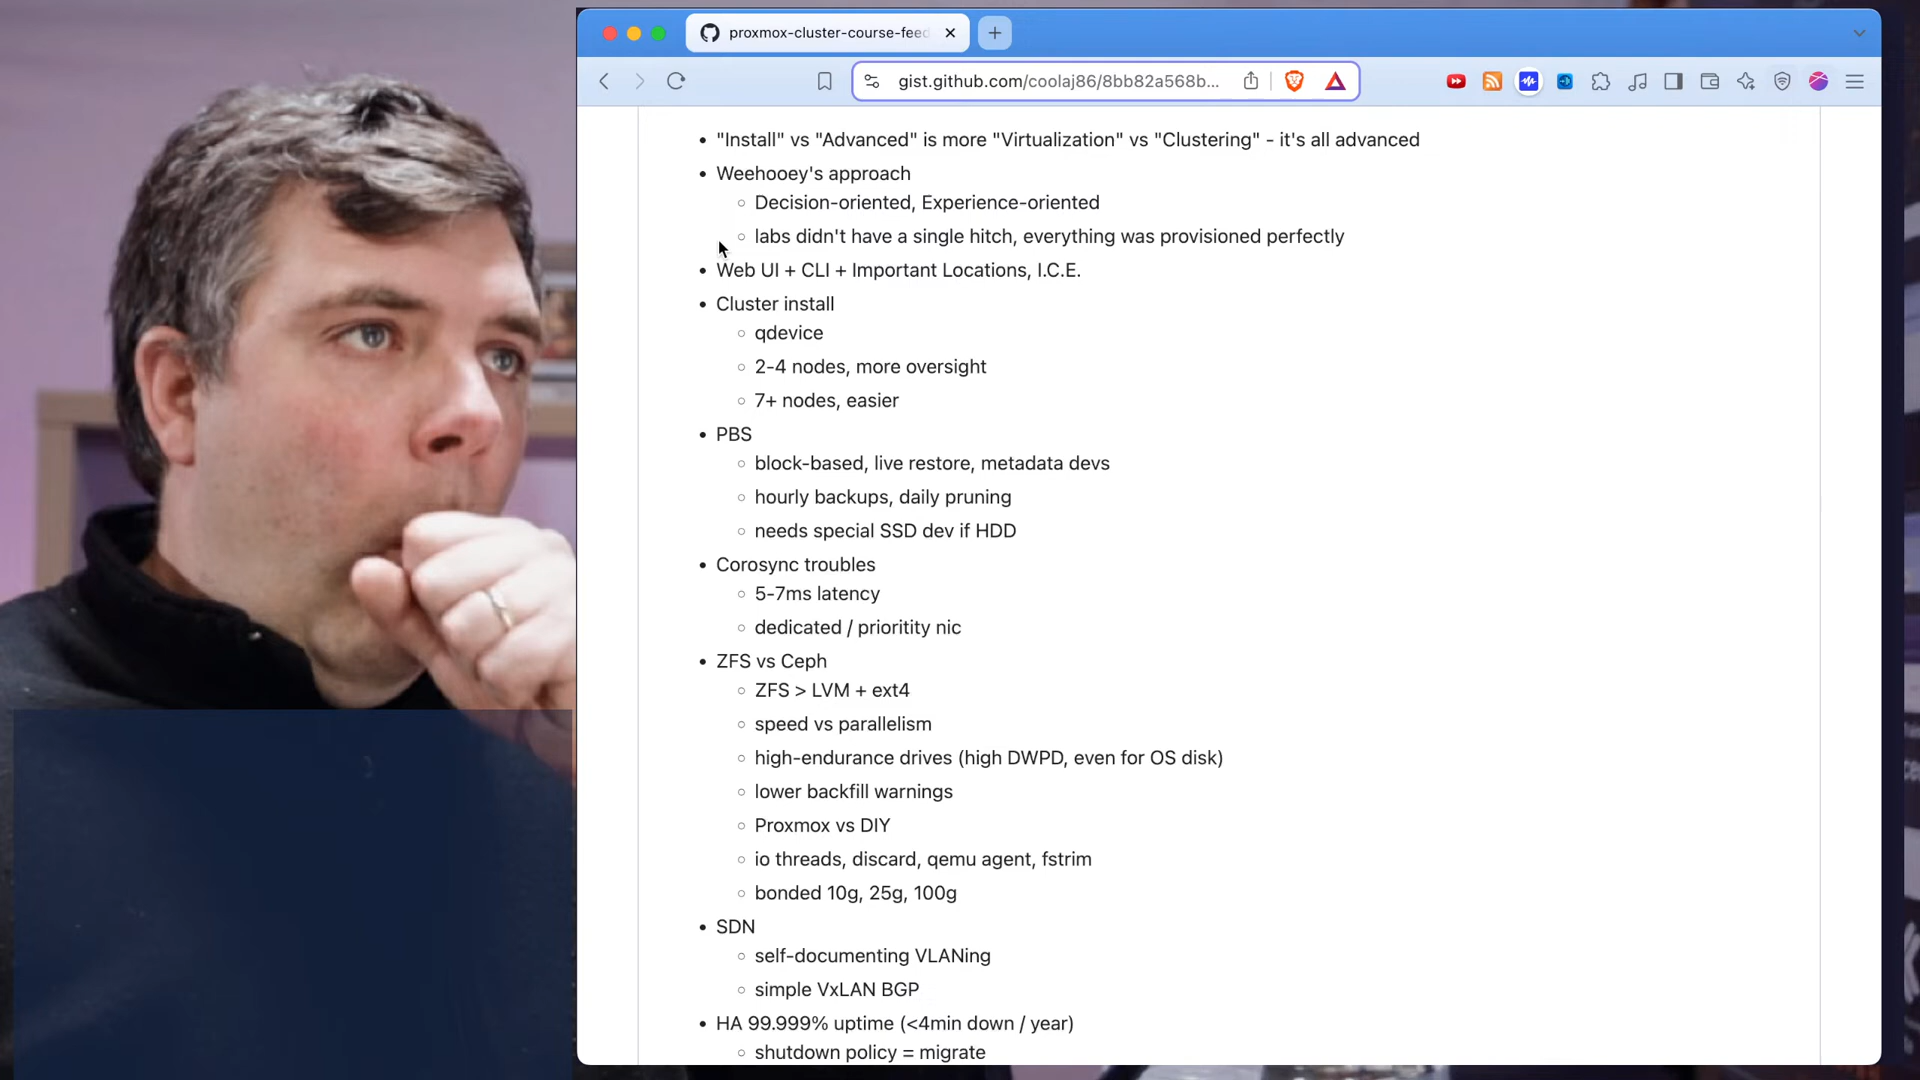 proxmox-cluster-course-feed
gist.github.com/coolaj86/8bb82a568b...
"Install" vs "Advanced" is more "Virtualization" vs "Clustering" - it's all advanced
Weehooey's approach
Decision-oriented, Experience-oriented
labs didn't have a single hitch, everything was provisioned perfectly
Web UI + CLI + Important Locations, I.C.E.
Cluster install
qdevice
2-4 nodes, more oversight
7+ nodes, easier
PBS
block-based, live restore, metadata devs
hourly backups, daily pruning
needs special SSD dev if HDD
Corosync troubles
5-7ms latency
dedicated / prioritity nic
ZFS vs Ceph
ZFS > LVM + ext4
speed vs parallelism
high-endurance drives (high DWPD, even for OS disk)
lower backfill warnings
Proxmox vs DIY
io threads, discard, qemu agent, fstrim
bonded 10g, 25g, 100g
SDN
self-documenting VLANing
simple VxLAN BGP
HA 99.999% uptime (<4min down / year)
shutdown policy = migrate